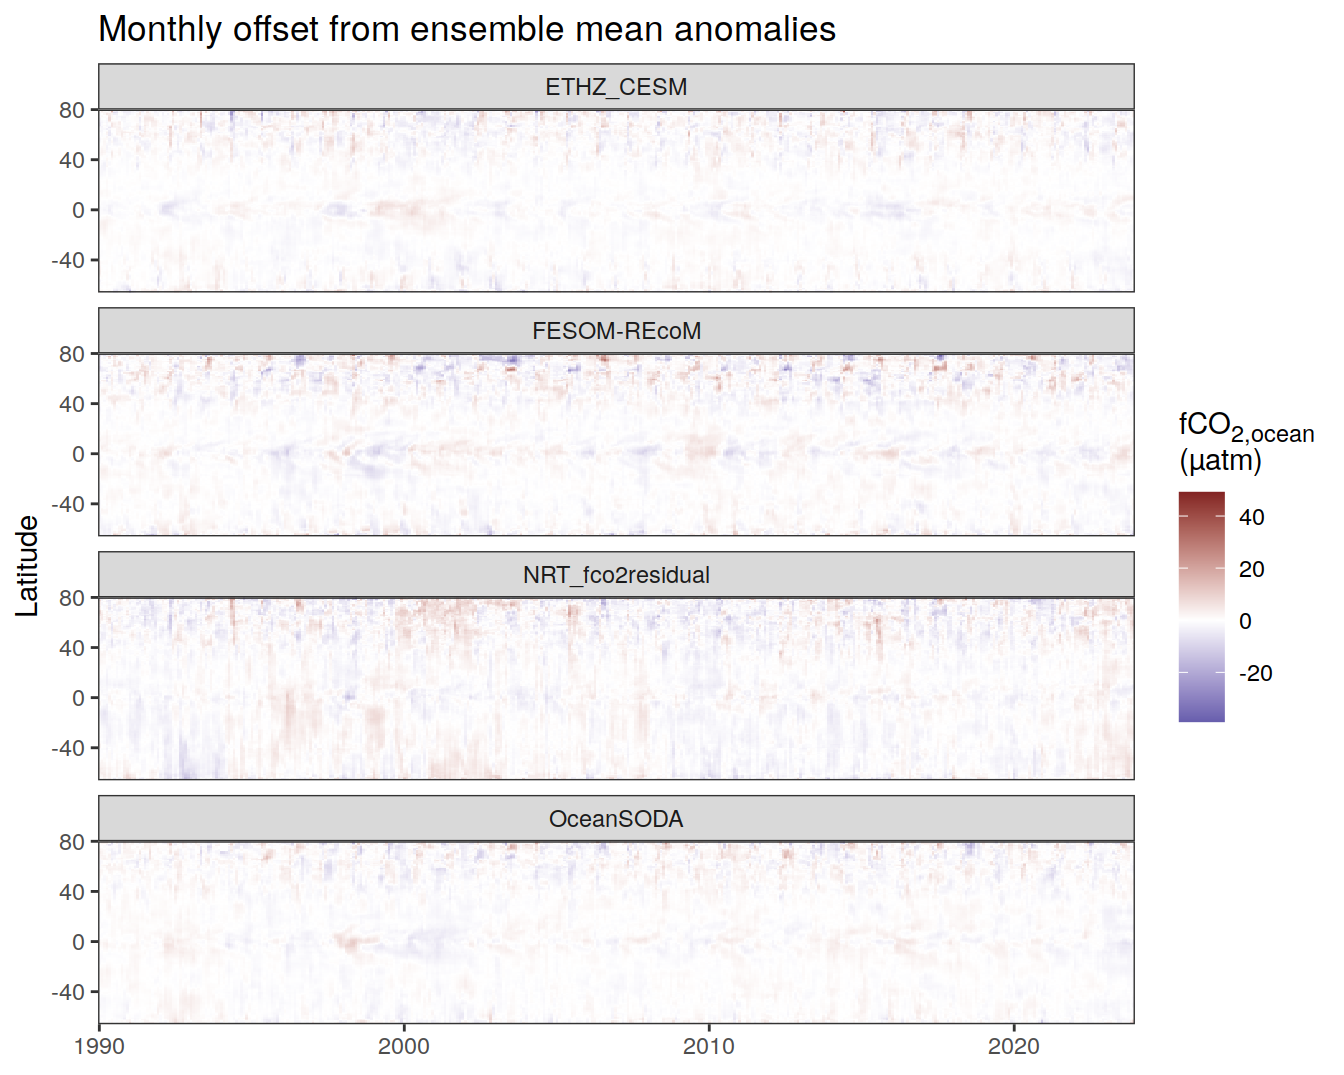 Monthly offset from ensemble mean anomalies
ETHZ_CESM
80
40
0
-40
FESOM-REcoM
80
40
0
-40
NRT_fco2residual
80
40
0
-40
OceanSODA
80
40
0
-40
1990 2000 2010 2020
Latitude
fCO2,ocean
(µatm)
40
20
0
-20